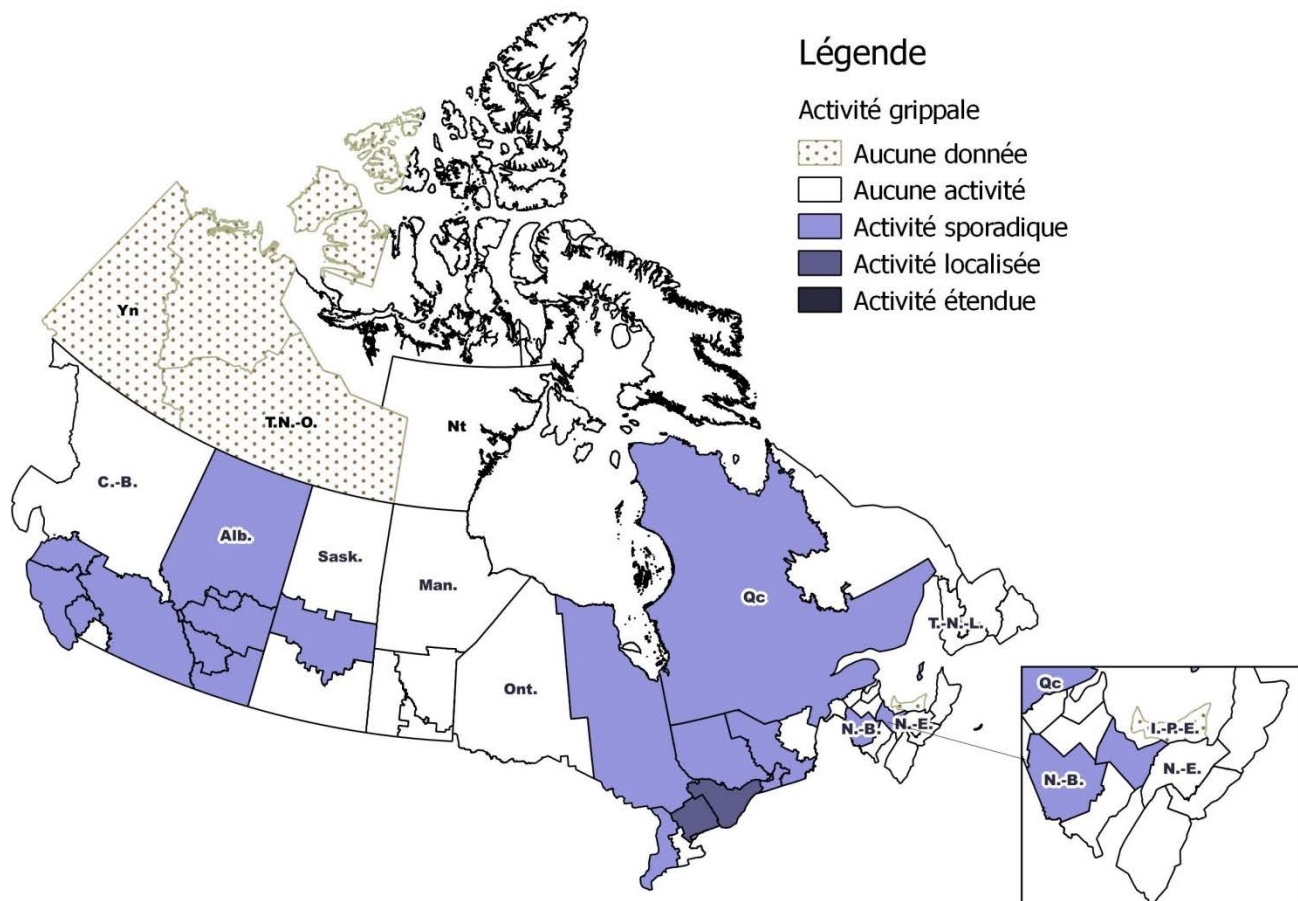 Légende
Activité grippale
Aucune donnée
Aucune activité
Activité sporadique
Activité localisée
Activité étendue
Yn
T.N.-O.
Nt
C.-B.
Alb.
Sask.
Man.
Ont.
Qc
T.-N.-L.
N.-B.
N.-E.
Qc
I.-P.-E.
N.-B.
N.-E.